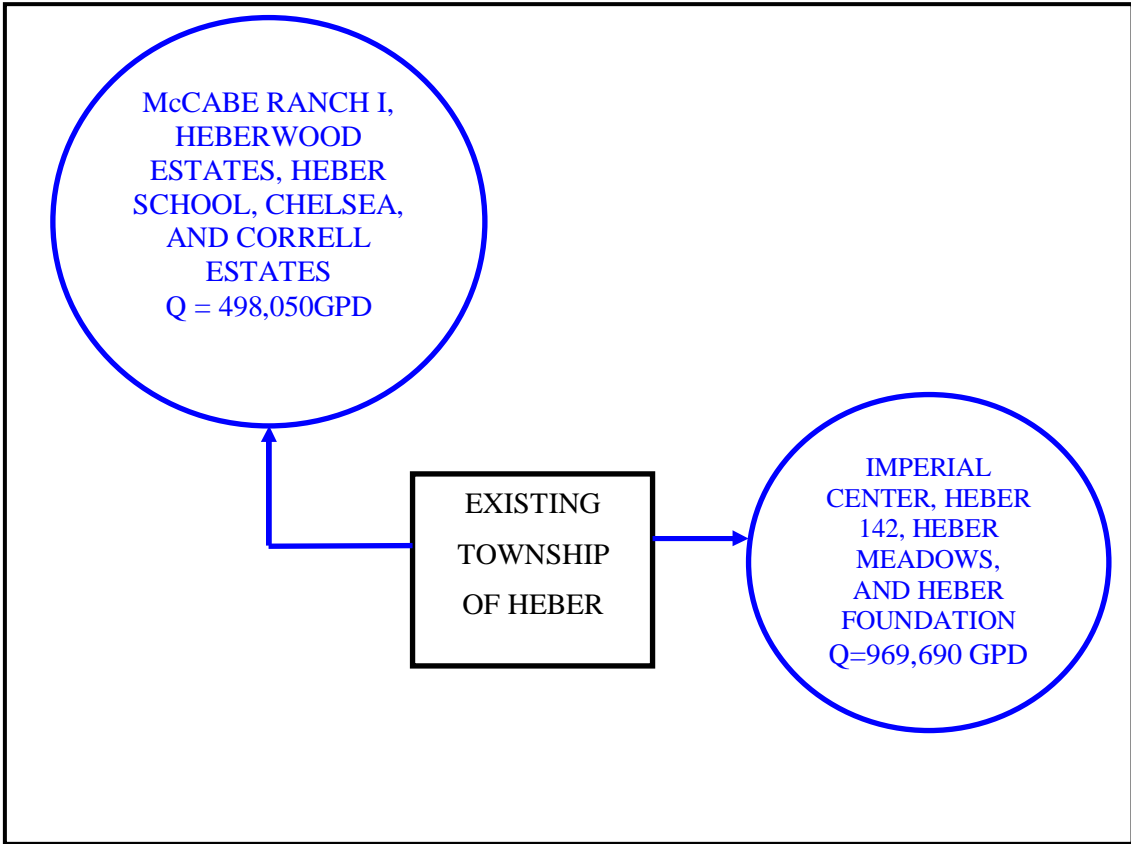 McCABE RANCH I,
HEBERWOOD
ESTATES, HEBER
SCHOOL, CHELSEA,
AND CORRELL
ESTATES
Q = 498,050GPD
EXISTING
TOWNSHIP
OF HEBER
IMPERIAL
CENTER, HEBER
142, HEBER
MEADOWS,
AND HEBER
FOUNDATION
Q=969,690 GPD